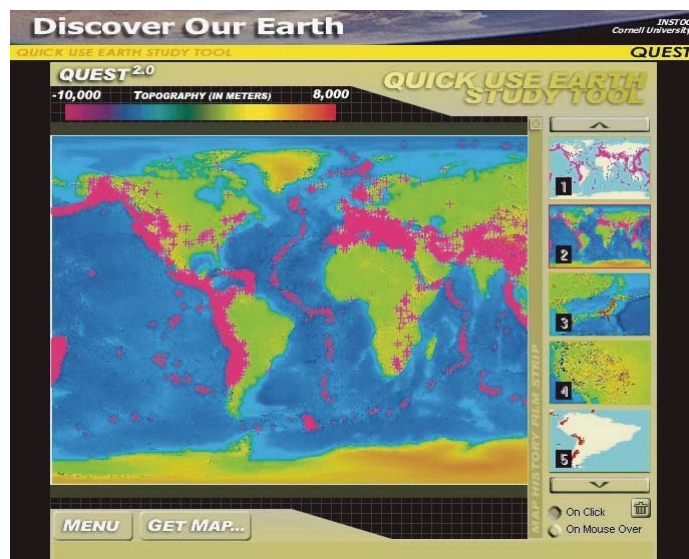 Discover Our Earth
INSTOC
Cornell University
QUICK USE EARTH STUDY TOOL
QUEST
QUEST 2.0
QUICK USE EARTH
STUDY TOOL
-10,000 TOPOGRAPHY (IN METERS) 8,000
1
2
3
4
5
MAP HISTORY FILM STRIP
MENU
GET MAP...
On Click
On Mouse Over